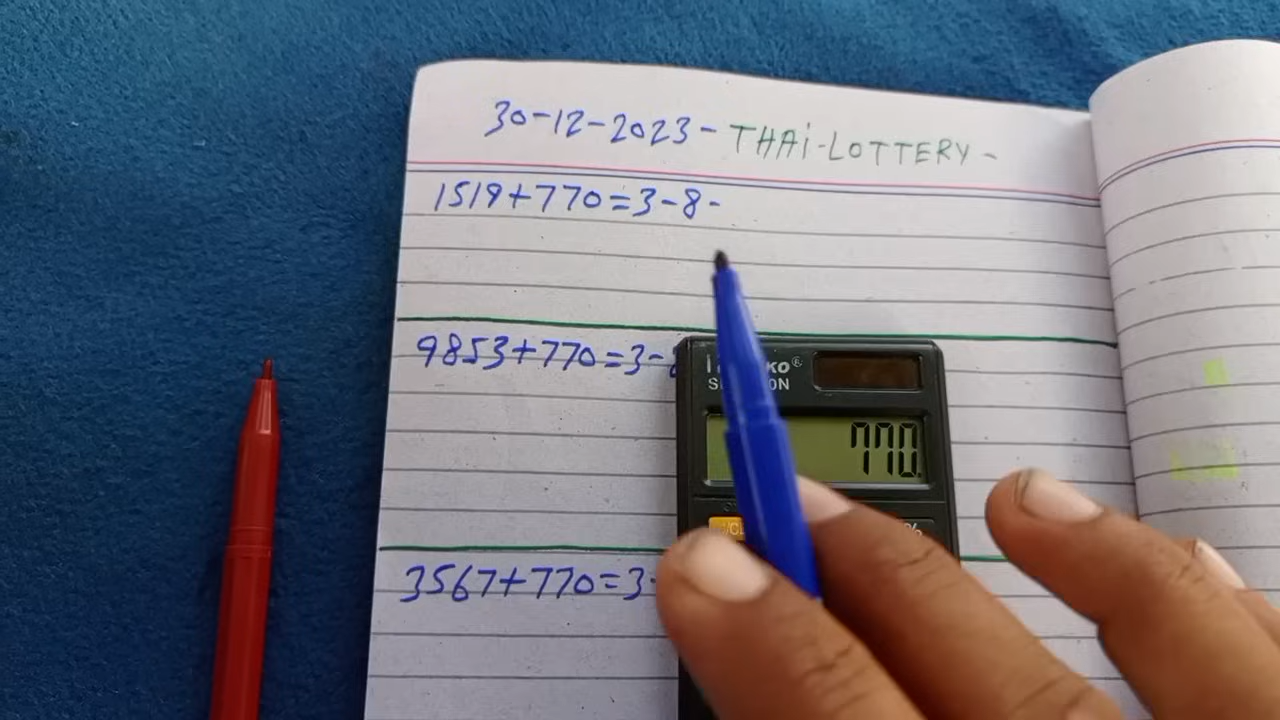 30-12-2023- THAi-LOTTERY-
1519+770=3-8-
9853+770=3-
770.
3567+770=3-